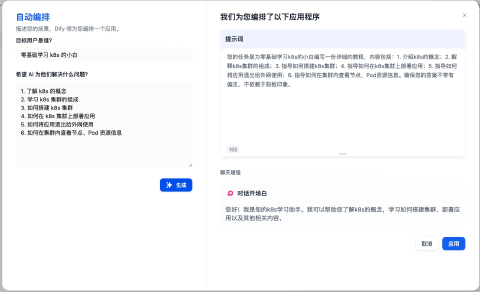 自动编排
描述您的场景，Dify 将为您编排一个应用。
目标用户是谁?
零基础学习 k8s 的小白
希望 AI 为他们解决什么问题?
1. 了解 k8s 的概念
2. 学习 k8s 集群的组成
3. 如何搭建 k8s 集群
4. 如何在 k8s 集群上部署应用
5. 如何将应用透出给外网使用
6. 如何在集群内查看节点、Pod 资源信息
生成
我们为您编排了以下应用程序
提示词
您的任务是为零基础学习k8s的小白编写一份详细的教程，内容包括：1. 介绍k8s的概念；2. 解
释k8s集群的组成；3. 指导如何搭建k8s集群；4. 指导如何在k8s集群上部署应用；5. 指导如何
将应用透出给外网使用；6. 指导如何在集群内查看节点、Pod资源信息。确保您的答案不带有
偏见，不依赖于刻板印象。
155
聊天增强
对话开场白
您好！我是您的k8s学习助手。我可以帮助您了解k8s的概念，学习如何搭建集群、部署应
用以及其他相关内容。
取消
应用